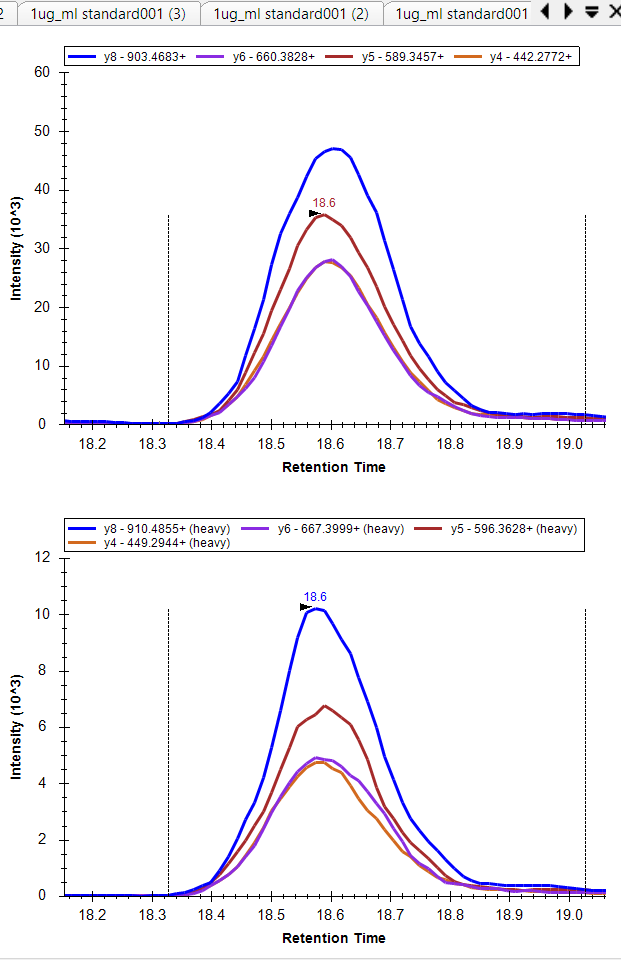 2 1ug_ml standard001 (3) 1ug_ml standard001 (2) 1ug_ml standard001
y8 - 903.4683+ y6 - 660.3828+ y5 - 589.3457+ y4 - 442.2772+
60
50
40
30
20
10
0
Intensity (10^3)
18.6
18.2 18.3 18.4 18.5 18.6 18.7 18.8 18.9 19.0
Retention Time
y8 - 910.4855+ (heavy) y6 - 667.3999+ (heavy) y5 - 596.3628+ (heavy)
y4 - 449.2944+ (heavy)
12
10
8
6
4
2
0
Intensity (10^3)
18.6
18.2 18.3 18.4 18.5 18.6 18.7 18.8 18.9 19.0
Retention Time